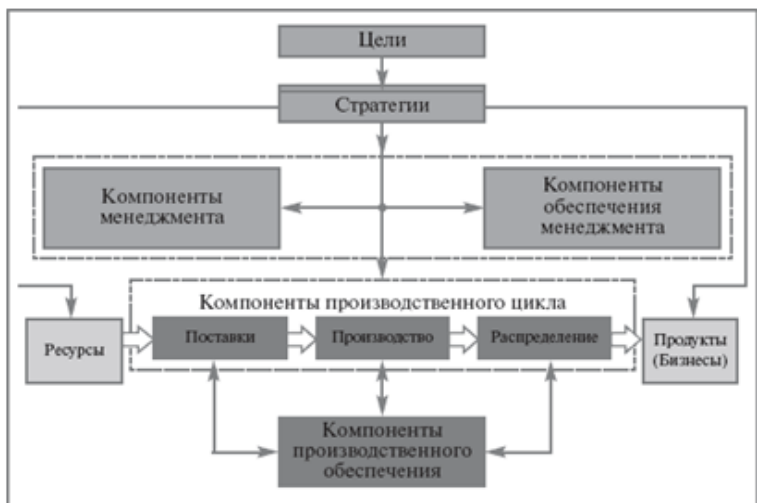 Цели
Стратегии
Компоненты
менеджмента
Компоненты
обеспечения
менеджмента
Компоненты производственного цикла
Ресурсы
Поставки
Производство
Распределение
Продукты
(Бизнесы)
Компоненты
производственного
обеспечения